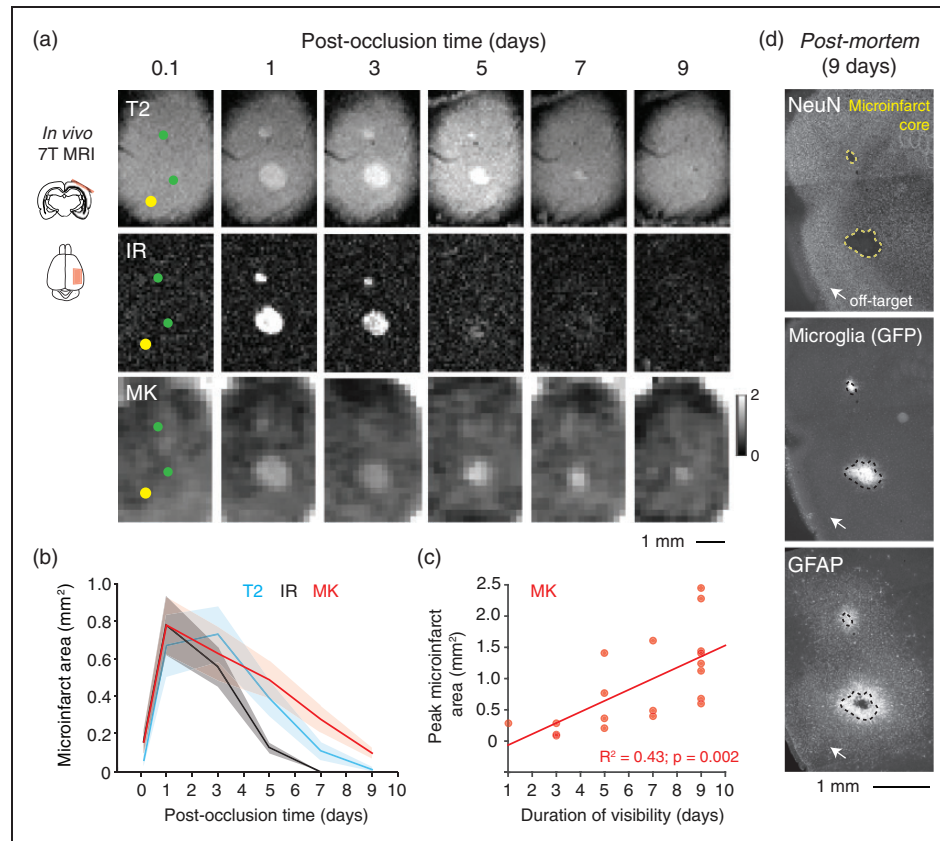 (a)
Post-occlusion time (days)
0.1 1 3 5 7 9
In vivo
7T MRI
T2
IR
MK
2
0
1 mm
(b)
T2 IR MK
Microinfarct area (mm²)
1.0
0.8
0.6
0.4
0.2
0
0 1 2 3 4 5 6 7 8 9 10
Post-occlusion time (days)
(c)
MK
Peak microinfarct
area (mm²)
2.5
2.0
1.5
1.0
0.5
0
R² = 0.43; p = 0.002
1 2 3 4 5 6 7 8 9 10
Duration of visibility (days)
(d)
Post-mortem
(9 days)
NeuN
Microinfarct
core
off-target
Microglia (GFP)
GFAP
1 mm